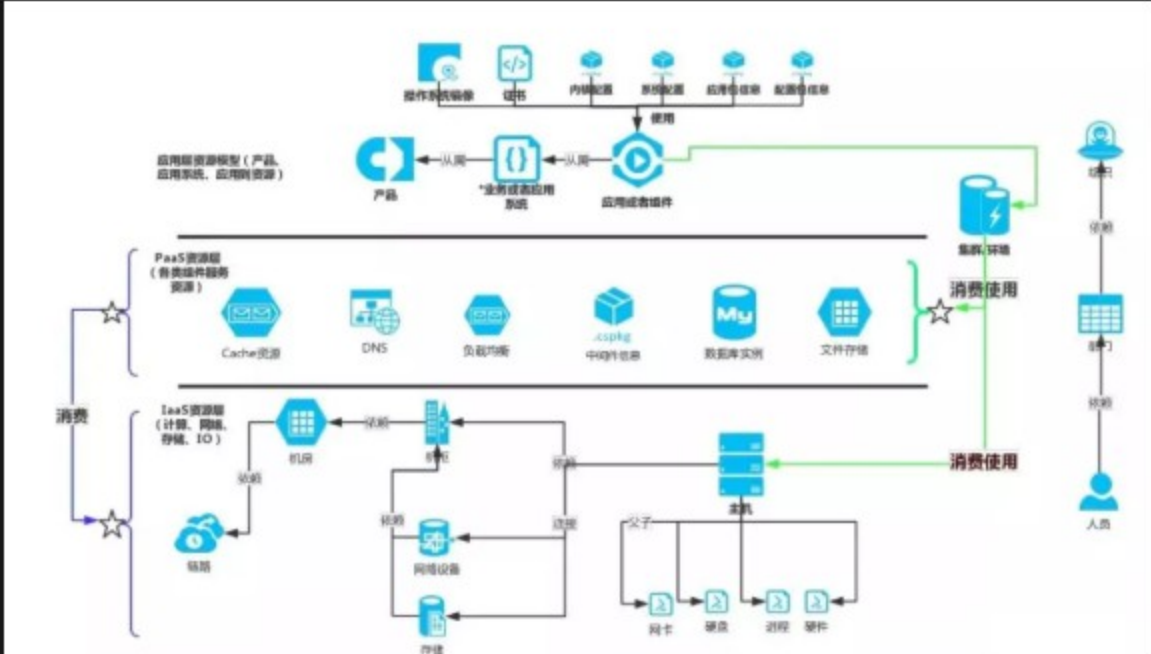 操作系统镜像
证书
内核配置
系统配置
应用包信息
配置包信息
使用
应用层资源模型（产品、
应用系统、应用时资源）
从属
从属
产品
*业务或者应用
系统
应用或者组件
集群/环境
组织
依赖
部门
依赖
人员
PaaS资源层
（各类组件服务
资源）
消费使用
Cache资源
DNS
负载均衡
.cspkg
中间件信息
My
数据库实例
文件存储
消费
IaaS资源层
（计算、网络、
存储、IO）
机房
依赖
机柜
依赖
依赖
链路
依赖
连接
网络设备
存储
消费使用
主机
父子
网卡
硬盘
进程
硬件